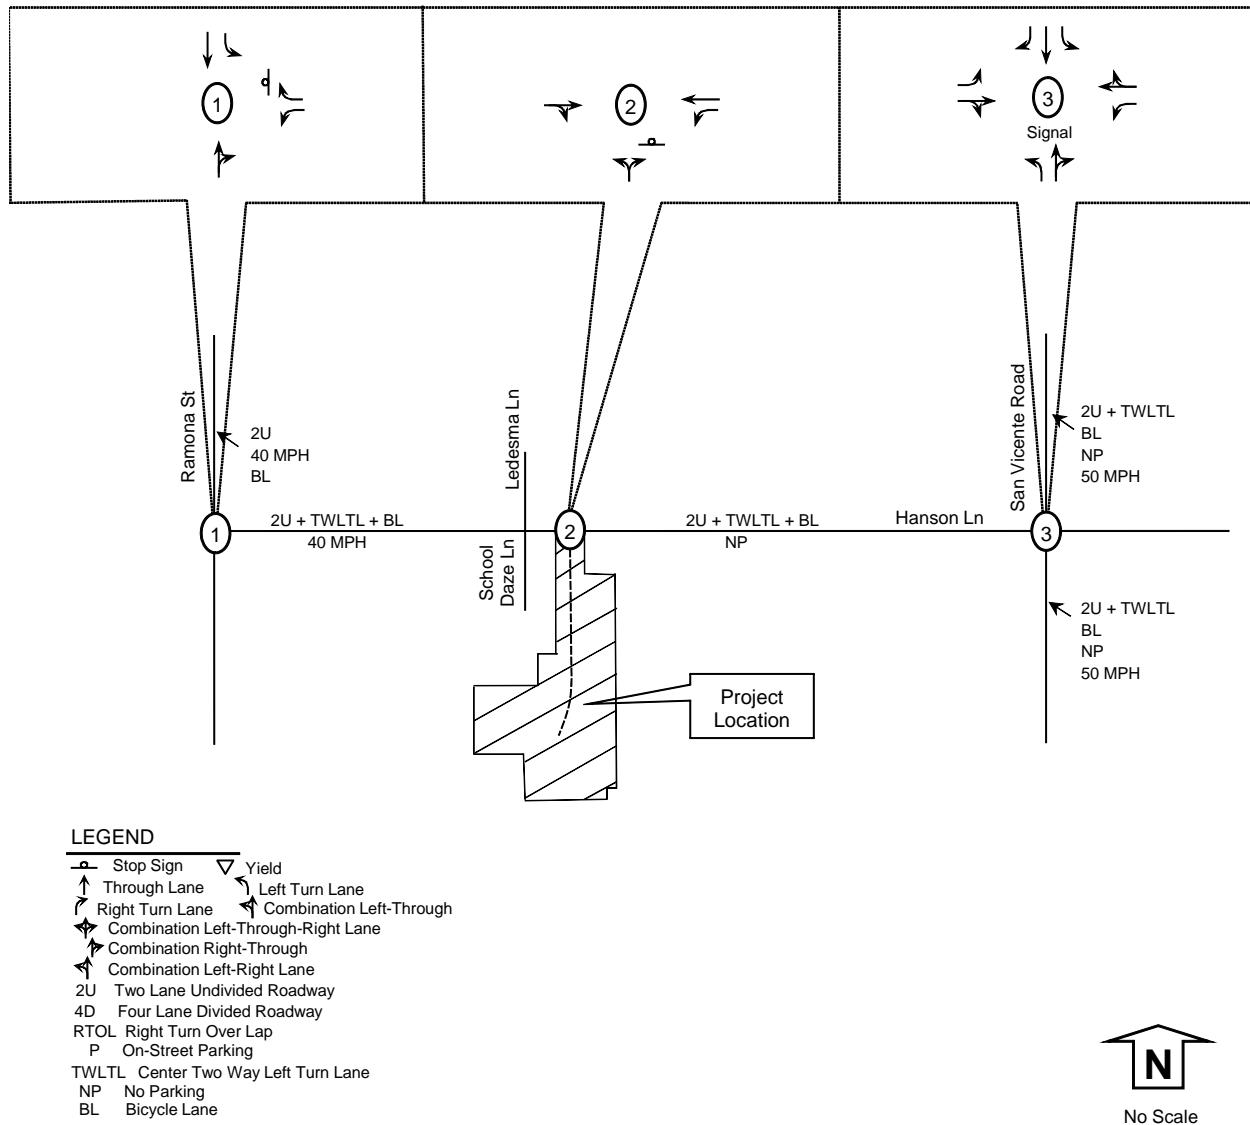 1
2
3
Signal
Ramona St
2U
40 MPH
BL
Ledesma Ln
San Vicente Road
2U + TWLTL
BL
NP
50 MPH
1
2U + TWLTL + BL
40 MPH
School
Daze Ln
2
2U + TWLTL + BL
NP
Hanson Ln
3
2U + TWLTL
BL
NP
50 MPH
Project
Location
LEGEND
Stop Sign Yield
Through Lane Left Turn Lane
Right Turn Lane Combination Left-Through
Combination Left-Through-Right Lane
Combination Right-Through
Combination Left-Right Lane
2U Two Lane Undivided Roadway
4D Four Lane Divided Roadway
RTOL Right Turn Over Lap
P On-Street Parking
TWLTL Center Two Way Left Turn Lane
NP No Parking
BL Bicycle Lane
N
No Scale